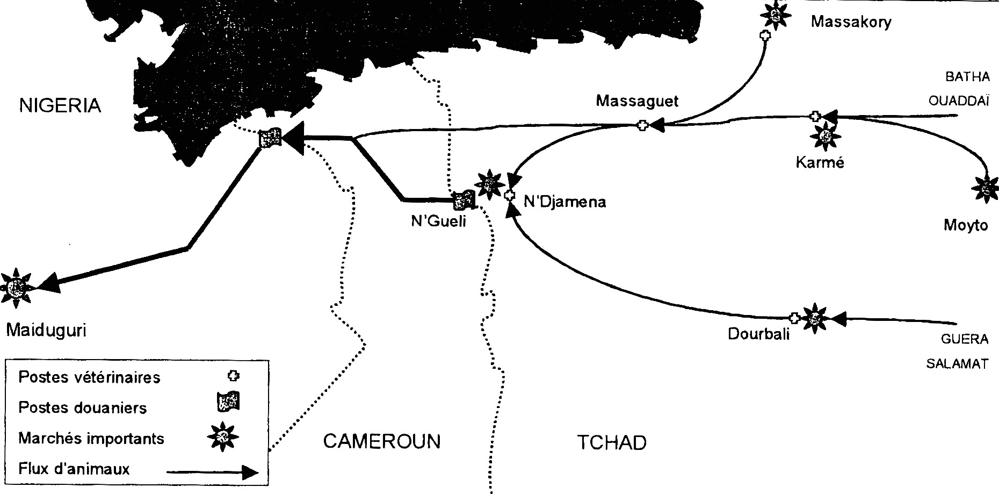 Massakory
BATHA
OUADDAÏ
NIGERIA
Massaguet
Karmé
N'Djamena
N'Gueli
Moyto
Maiduguri
Dourbali
GUERA
SALAMAT
Postes vétérinaires
Postes douaniers
Marchés importants
Flux d'animaux
CAMEROUN
TCHAD